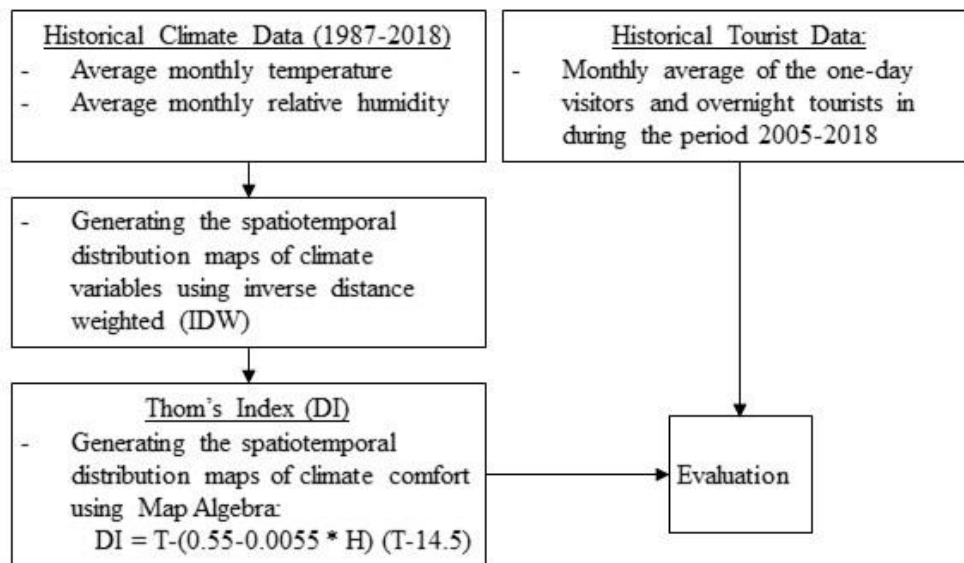 Historical Climate Data (1987-2018)
- Average monthly temperature
- Average monthly relative humidity
Historical Tourist Data:
- Monthly average of the one-day
visitors and overnight tourists in
during the period 2005-2018
- Generating the spatiotemporal
distribution maps of climate
variables using inverse distance
weighted (IDW)
Thom's Index (DI)
- Generating the spatiotemporal
distribution maps of climate comfort
using Map Algebra:
DI = T-(0.55-0.0055 * H) (T-14.5)
Evaluation